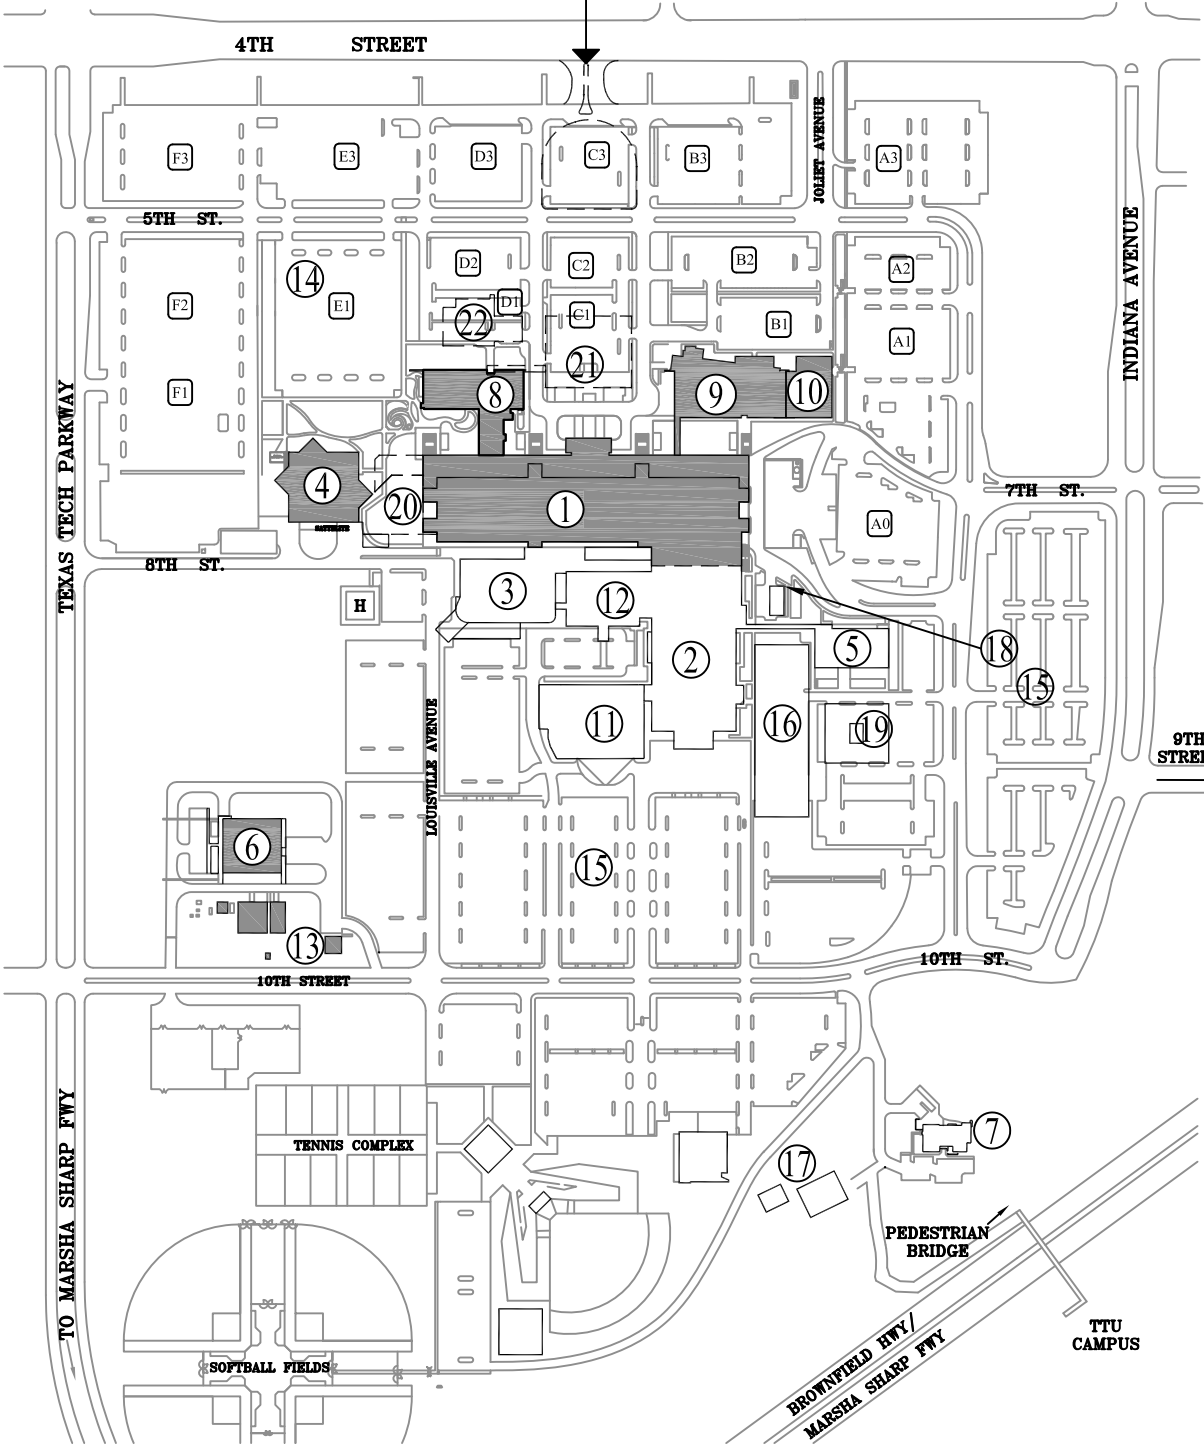 4TH STREET
F3
E3
D3
C3
B3
A3
JOLIET AVENUE
5TH ST.
INDIANA AVENUE
14
E1
D2
C2
B2
A2
F2
D1
22
C1
B1
A1
21
F1
8
9
10
TEXAS TECH PARKWAY
4
20
1
7TH ST.
A0
8TH ST.
H
3
12
5
18
2
15
11
16
19
LOUISVILLE AVENUE
9TH
STREE
6
15
13
10TH ST.
10TH STREET
TO MARSHA SHARP FWY
TENNIS COMPLEX
7
17
PEDESTRIAN
BRIDGE
TTU
CAMPUS
BROWNFIELD HWY/
MARSHA SHARP FWY
SOFTBALL FIELDS